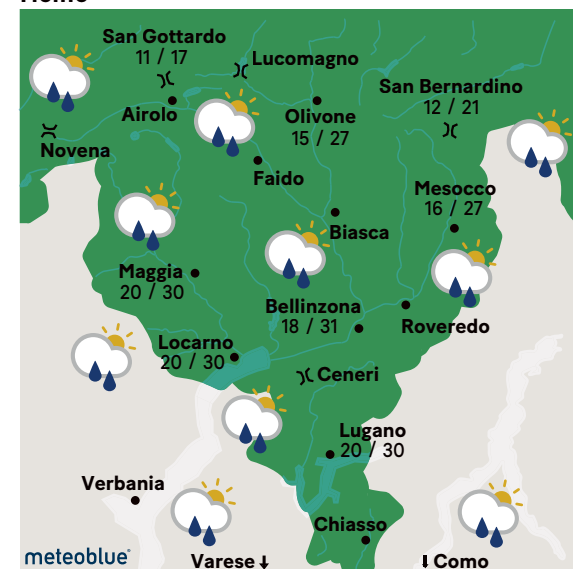 San Gottardo
11 / 17
Lucomagno
San Bernardino
12 / 21
Airolo
Olivone
15 / 27
Novena
Faido
Mesocco
16 / 27
Biasca
Maggia
20 / 30
Bellinzona
18 / 31
Roveredo
Locarno
20 / 30
Ceneri
Lugano
20 / 30
Verbania
Chiasso
meteoblue
Varese
Como